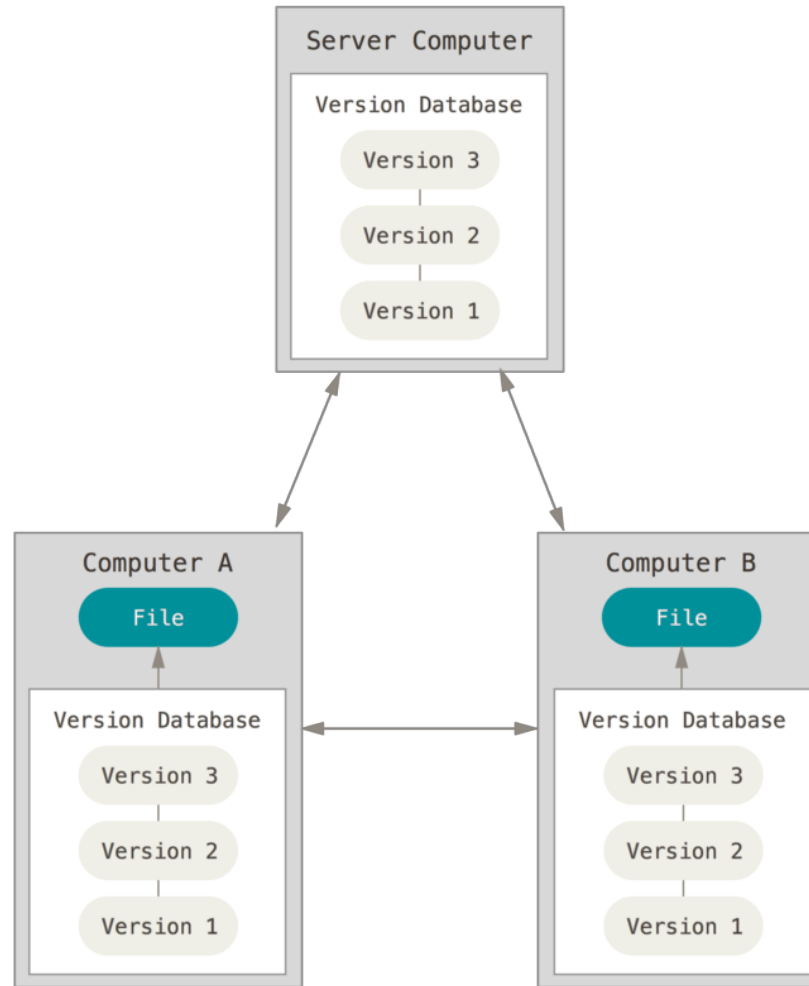 Server Computer
Version Database
Version 3
Version 2
Version 1
Computer A
File
Version Database
Version 3
Version 2
Version 1
Computer B
File
Version Database
Version 3
Version 2
Version 1